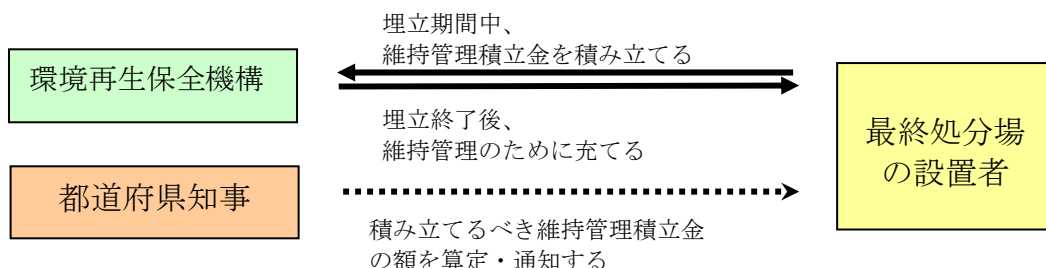 埋立期間中、
維持管理積立金を積み立てる
環境再生保全機構
埋立終了後、
維持管理のために充てる
最終処分場
の設置者
都道府県知事
積み立てるべき維持管理積立金
の額を算定・通知する